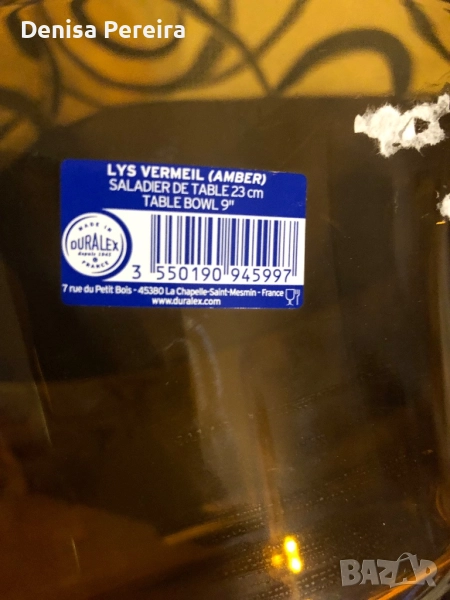 Denisa Pereira
LYS VERMEIL (AMBER)
SALADIER DE TABLE 23 cm
TABLE BOWL 9"
MADE IN
DURALEX
depuis 1945
FRANCE
3 550190 945997
7 rue du Petit Bois - 45380 La Chapelle-Saint-Mesmin - France
www.duralex.com
BAZAR